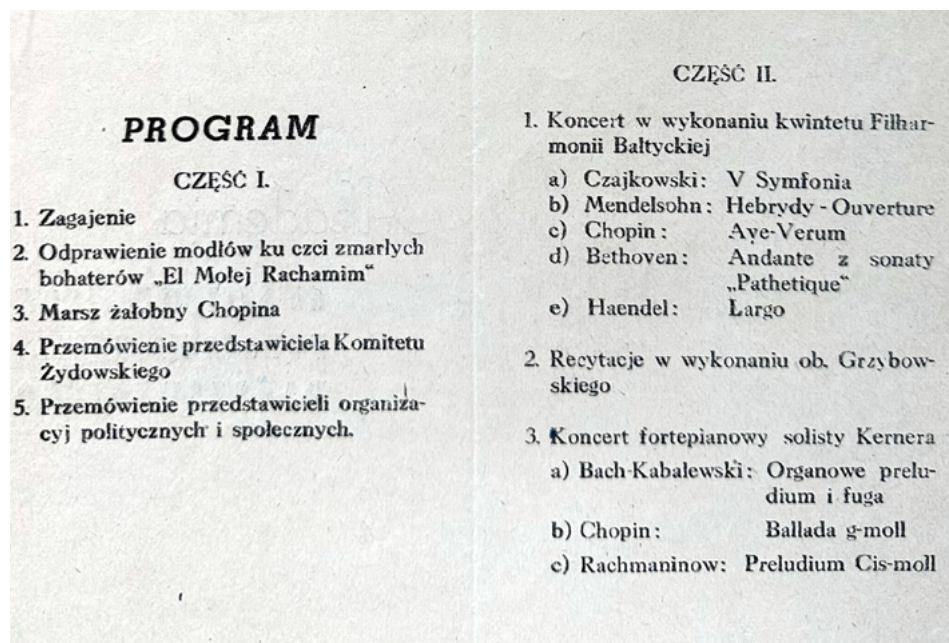 PROGRAM
CZĘŚĆ I.
1. Zagajenie
2. Odprawienie modłów ku czci zmarłych
bohaterów „El Molej Rachamim“
3. Marsz żałobny Chopina
4. Przemówienie przedstawiciela Komitetu
Żydowskiego
5. Przemówienie przedstawicieli organiza-
cyj politycznych i społecznych.
CZĘŚĆ II.
1. Koncert w wykonaniu kwintetu Filhar-
monii Bałtyckiej
a) Czajkowski: V Symfonia
b) Mendelsohn: Hebrydy - Ouverture
c) Chopin: Ave-Verum
d) Bethoven: Andante z sonaty
„Pathetique“
e) Haendel: Largo
2. Recytacje w wykonaniu ob. Grzybow-
skiego
3. Koncert fortepianowy solisty Kernera
a) Bach-Kabalewski: Organowe prelu-
dium i fuga
b) Chopin: Ballada g-moll
c) Rachmaninow: Preludium Cis-moll